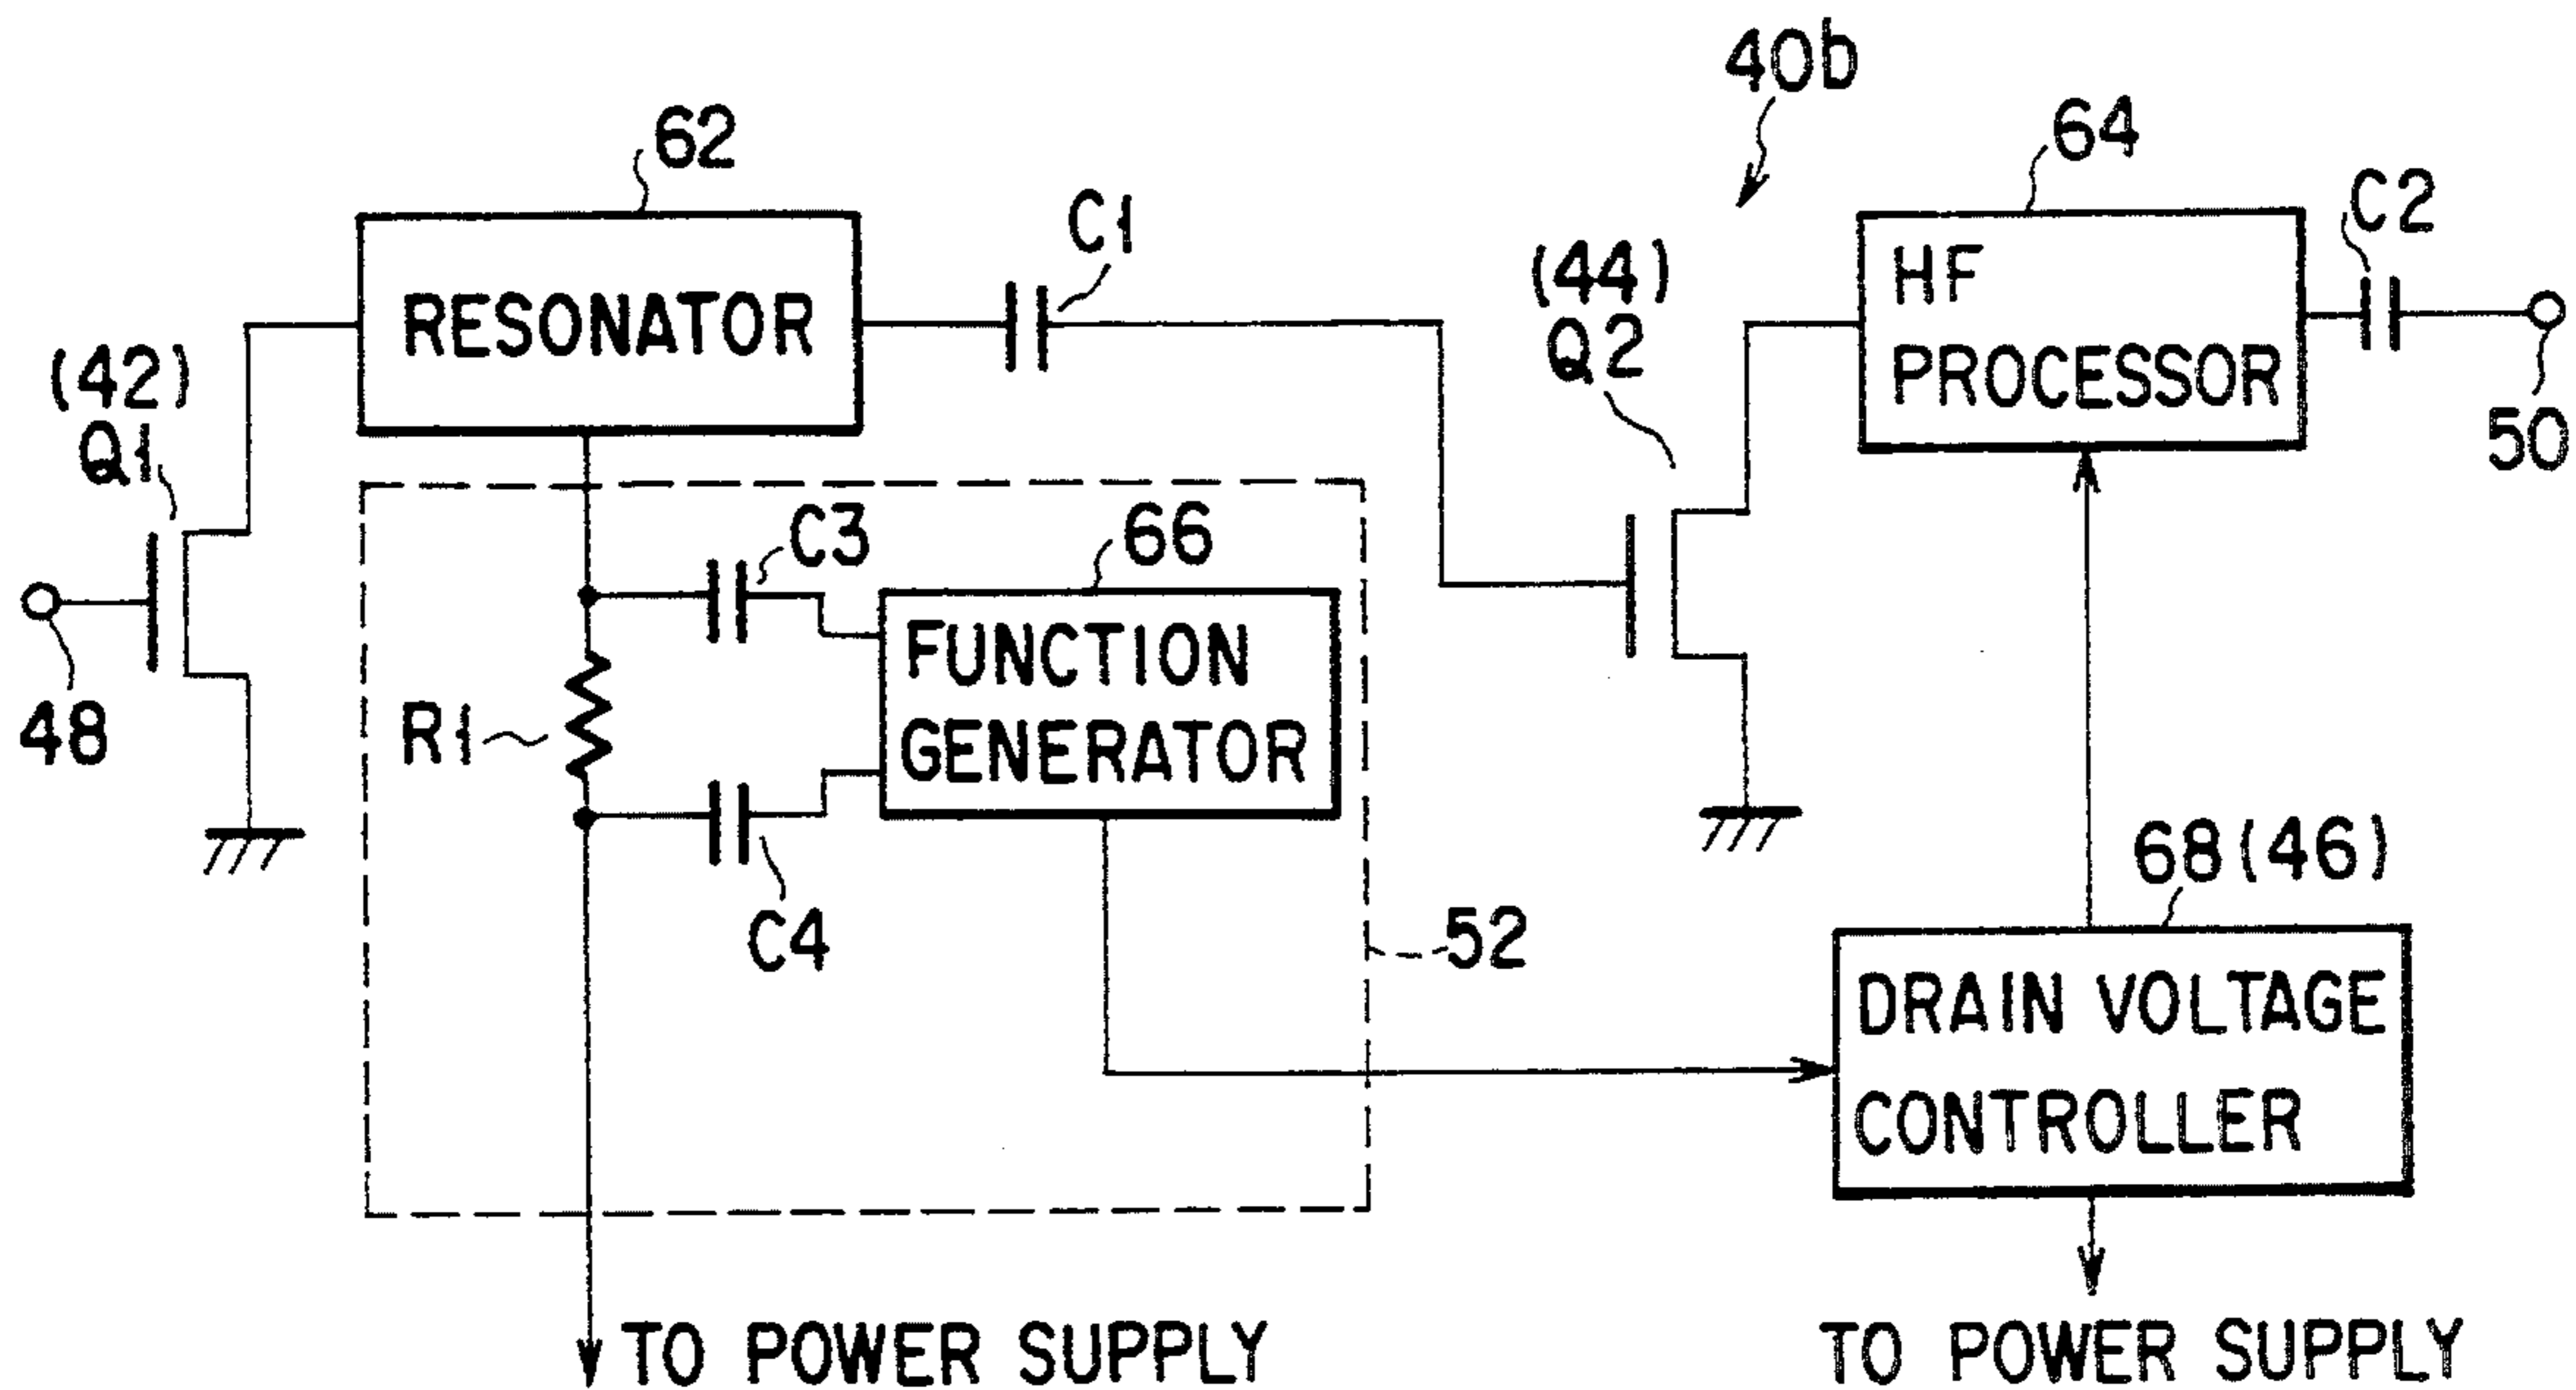 40b
62
64
C1
C2
(44)
Q2
RESONATOR
HF
PROCESSOR
(42)
Q1
50
C3
66
FUNCTION
GENERATOR
R1
48
C4
52
68(46)
DRAIN VOLTAGE
CONTROLLER
TO POWER SUPPLY
TO POWER SUPPLY